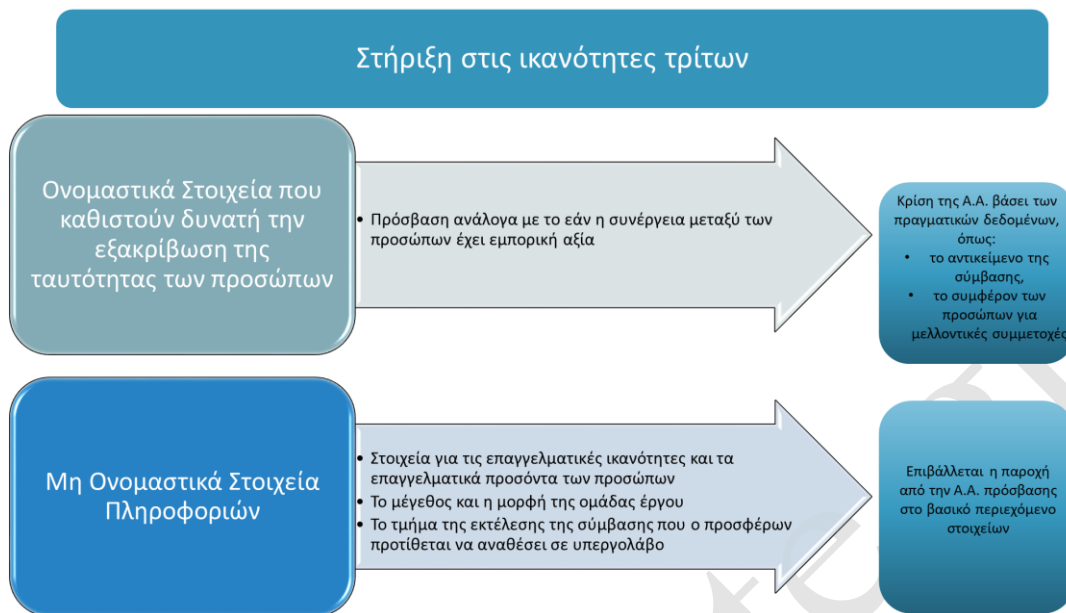 Στήριξη στις ικανότητες τρίτων
Ονομαστικά Στοιχεία που
καθιστούν δυνατή την
εξακρίβωση της
ταυτότητας των προσώπων
• Πρόσβαση ανάλογα με το εάν η συνέργεια μεταξύ των
προσώπων έχει εμπορική αξία
Κρίση της Α.Α. βάσει των
πραγματικών δεδομένων,
όπως:
• το αντικείμενο της
σύμβασης,
• το συμφέρον των
προσώπων για
μελλοντικές συμμετοχές
Μη Ονομαστικά Στοιχεία
Πληροφοριών
• Στοιχεία για τις επαγγελματικές ικανότητες και τα
επαγγελματικά προσόντα των προσώπων
• Το μέγεθος και η μορφή της ομάδας έργου
• Το τμήμα της εκτέλεσης της σύμβασης που ο προσφέρων
προτίθεται να αναθέσει σε υπεργολάβο
Επιβάλλεται η παροχή
από την Α.Α. πρόσβασης
στο βασικό περιεχόμενο
στοιχείων